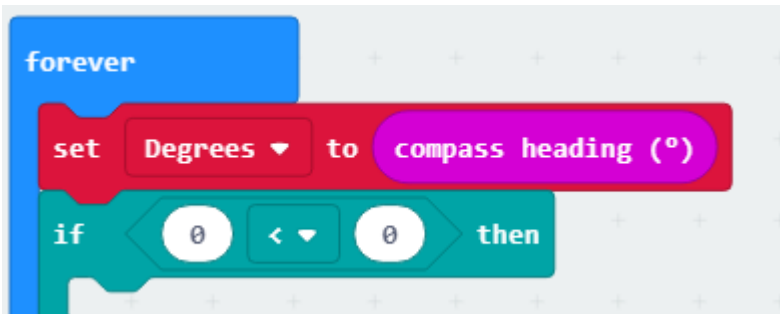 forever
set Degrees to compass heading (°)
if 0 < 0 then